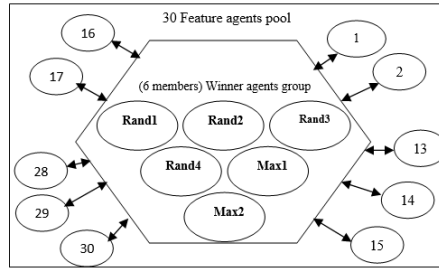 30 Feature agents pool
16
1
17
2
(6 members) Winner agents group
Rand1 Rand2 Rand3
13
Rand4 Max1
28
14
29
Max2
15
30